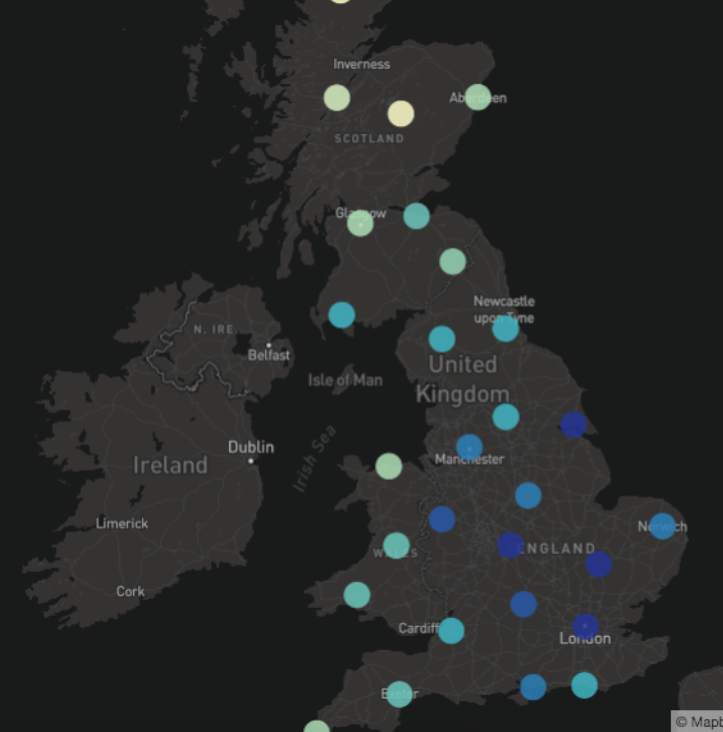 Inverness
Aberdeen
SCOTLAND
Glasgow
Newcastle
upon Tyne
N. IRE.
Belfast
United
Kingdom
Isle of Man
Irish Sea
Dublin
Manchester
Ireland
Limerick
Norwich
WALES
ENGLAND
Cork
Cardiff
London
Exeter